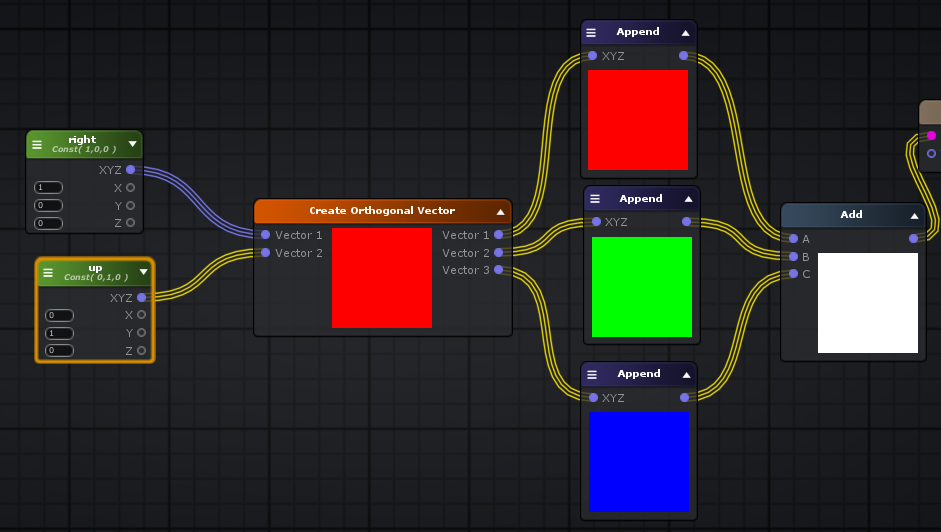 right
Const( 1,0,0 )
XYZ
1 X
0 Y
0 Z
up
Const( 0,1,0 )
XYZ
0 X
1 Y
0 Z
Create Orthogonal Vector
Vector 1 Vector 1
Vector 2 Vector 2
Vector 3
Append
XYZ
Append
XYZ
Append
XYZ
Add
A
B
C